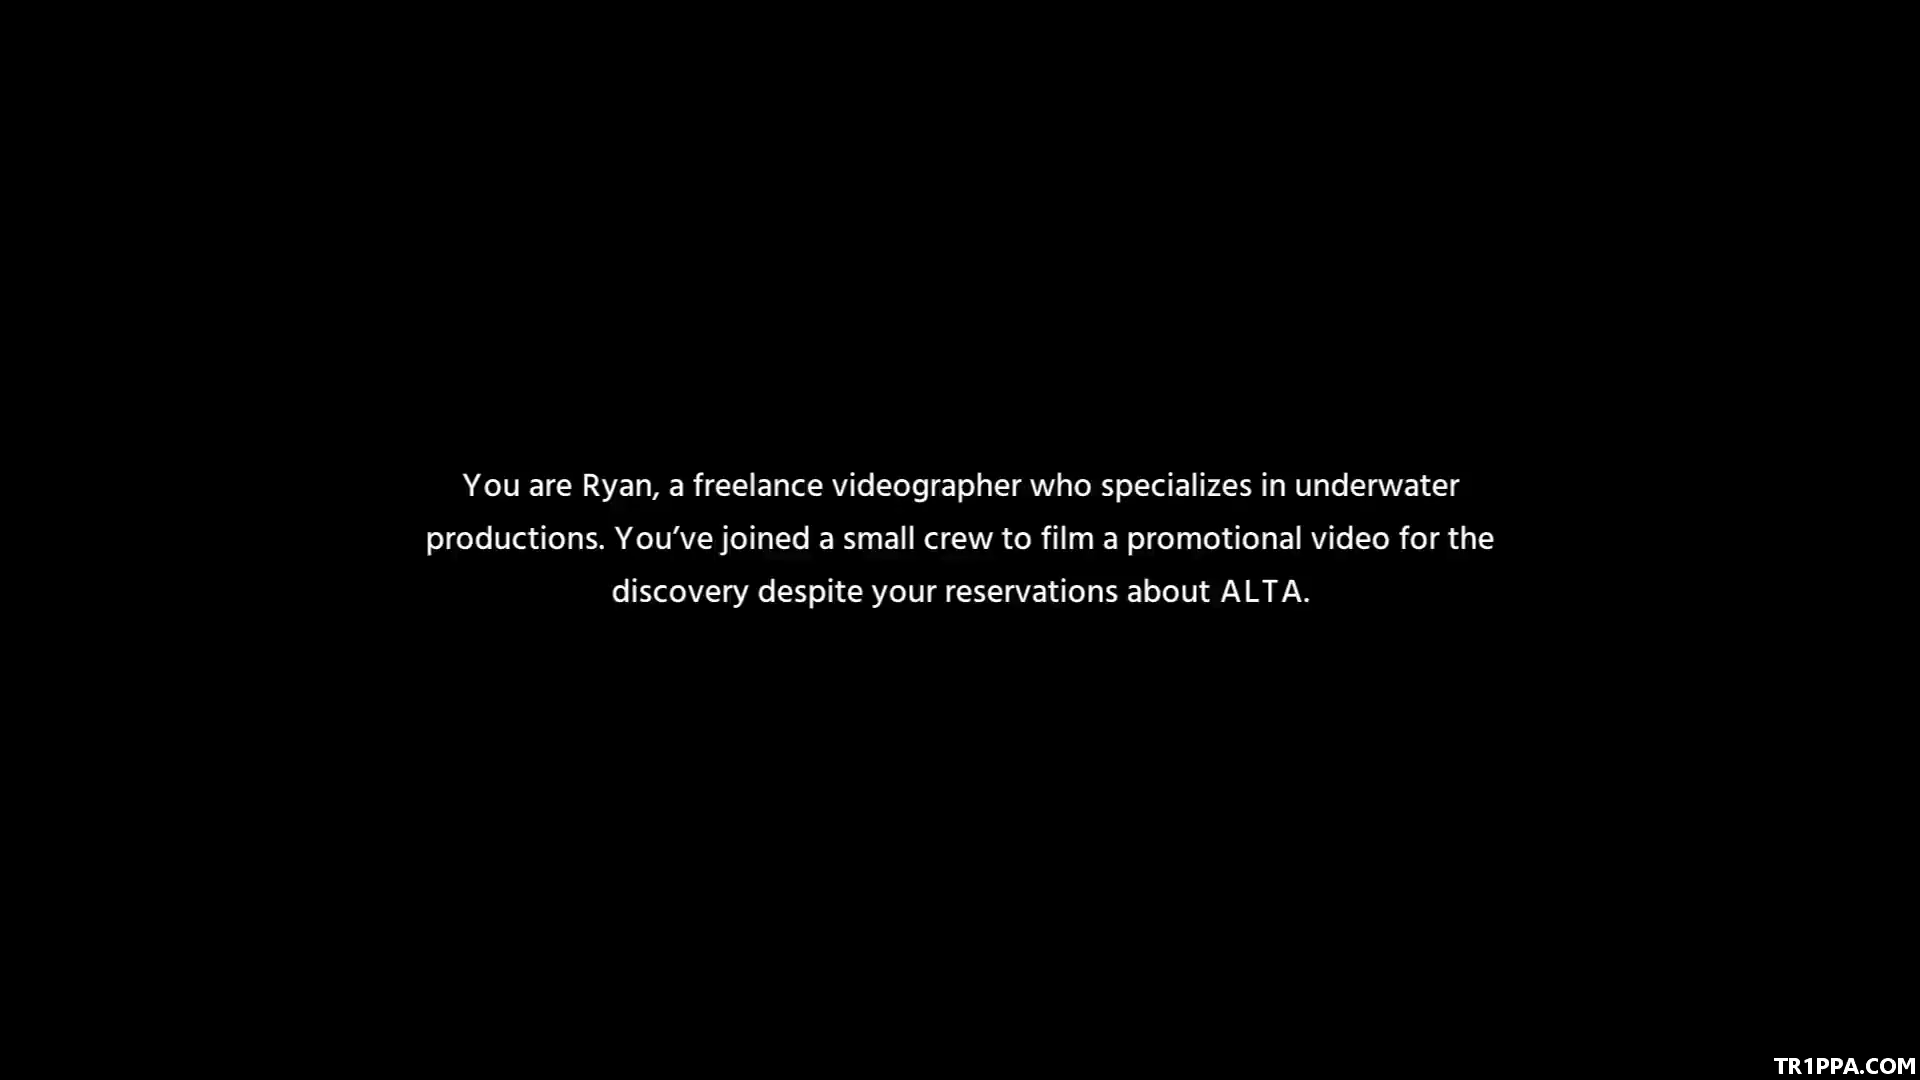 You are Ryan, a freelance videographer who specializes in underwater
productions. You’ve joined a small crew to film a promotional video for the
discovery despite your reservations about ALTA.
TR1PPA.COM